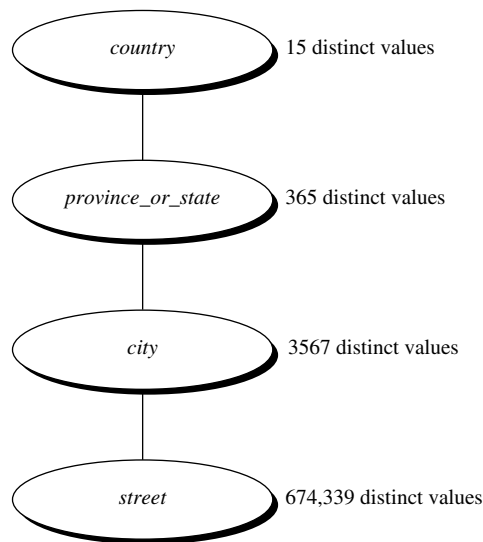 country 15 distinct values
province_or_state 365 distinct values
city 3567 distinct values
street 674,339 distinct values